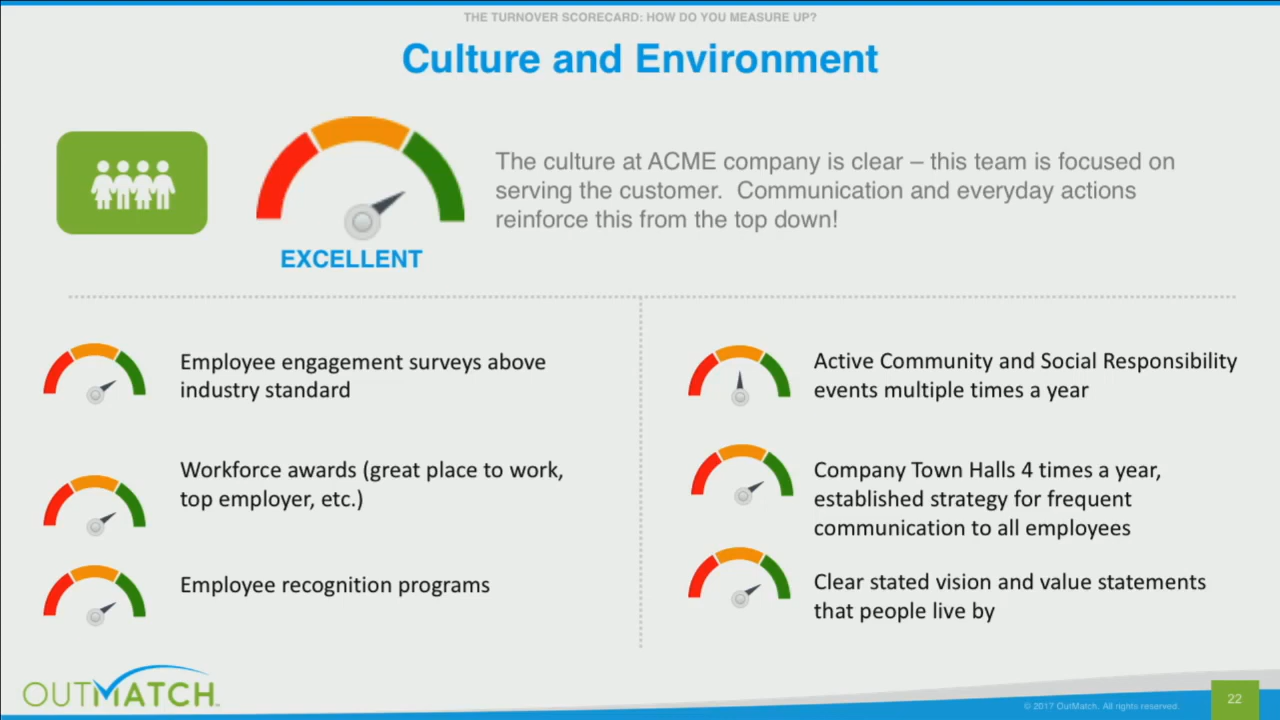 THE TURNOVER SCORECARD: HOW DO YOU MEASURE UP?
Culture and Environment
The culture at ACME company is clear – this team is focused on
serving the customer.  Communication and everyday actions
reinforce this from the top down!
EXCELLENT
Employee engagement surveys above
industry standard
Workforce awards (great place to work,
top employer, etc.)
Employee recognition programs
Active Community and Social Responsibility
events multiple times a year
Company Town Halls 4 times a year,
established strategy for frequent
communication to all employees
Clear stated vision and value statements
that people live by
OUTMATCH™
© 2017 OutMatch. All rights reserved.
22